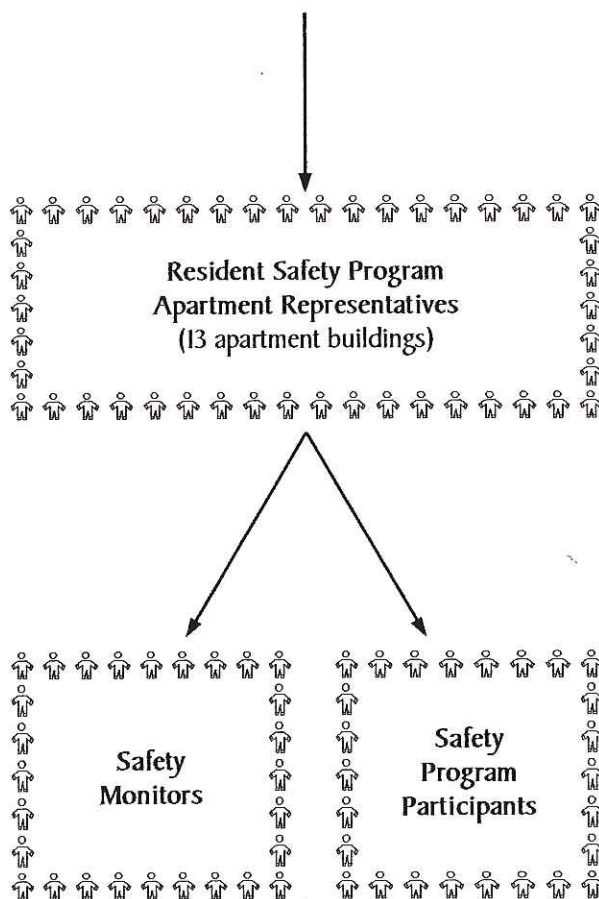 Resident Safety Program
Apartment Representatives
(13 apartment buildings)
Safety
Monitors
Safety
Program
Participants